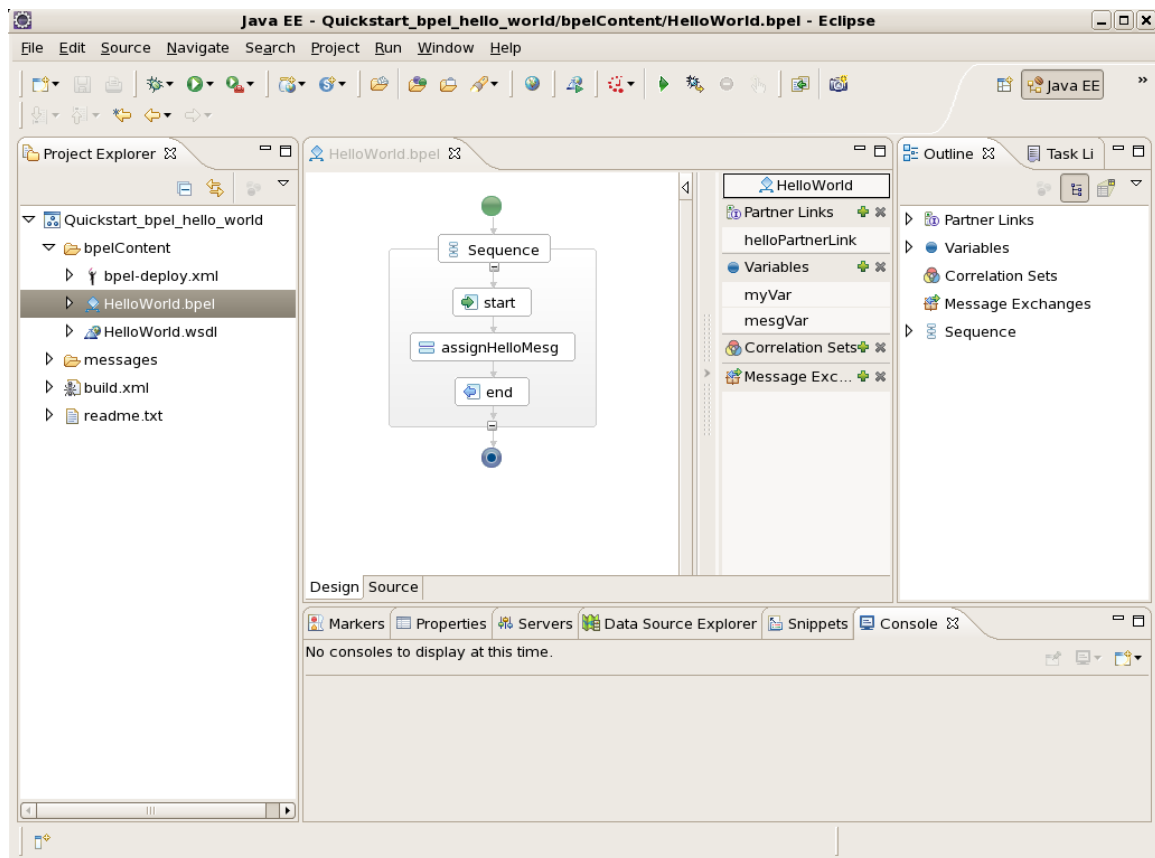 Java EE - Quickstart_bpel_hello_world/bpelContent/HelloWorld.bpel - Eclipse
File Edit Source Navigate Search Project Run Window Help
Java EE
Project Explorer
Quickstart_bpel_hello_world
bpelContent
bpel-deploy.xml
HelloWorld.bpel
HelloWorld.wsdl
messages
build.xml
readme.txt
HelloWorld.bpel
Sequence
start
assignHelloMesg
end
HelloWorld
Partner Links
helloPartnerLink
Variables
myVar
mesgVar
Correlation Sets
Message Exc...
Design Source
Outline Task Li
Partner Links
Variables
Correlation Sets
Message Exchanges
Sequence
Markers Properties Servers Data Source Explorer Snippets Console
No consoles to display at this time.